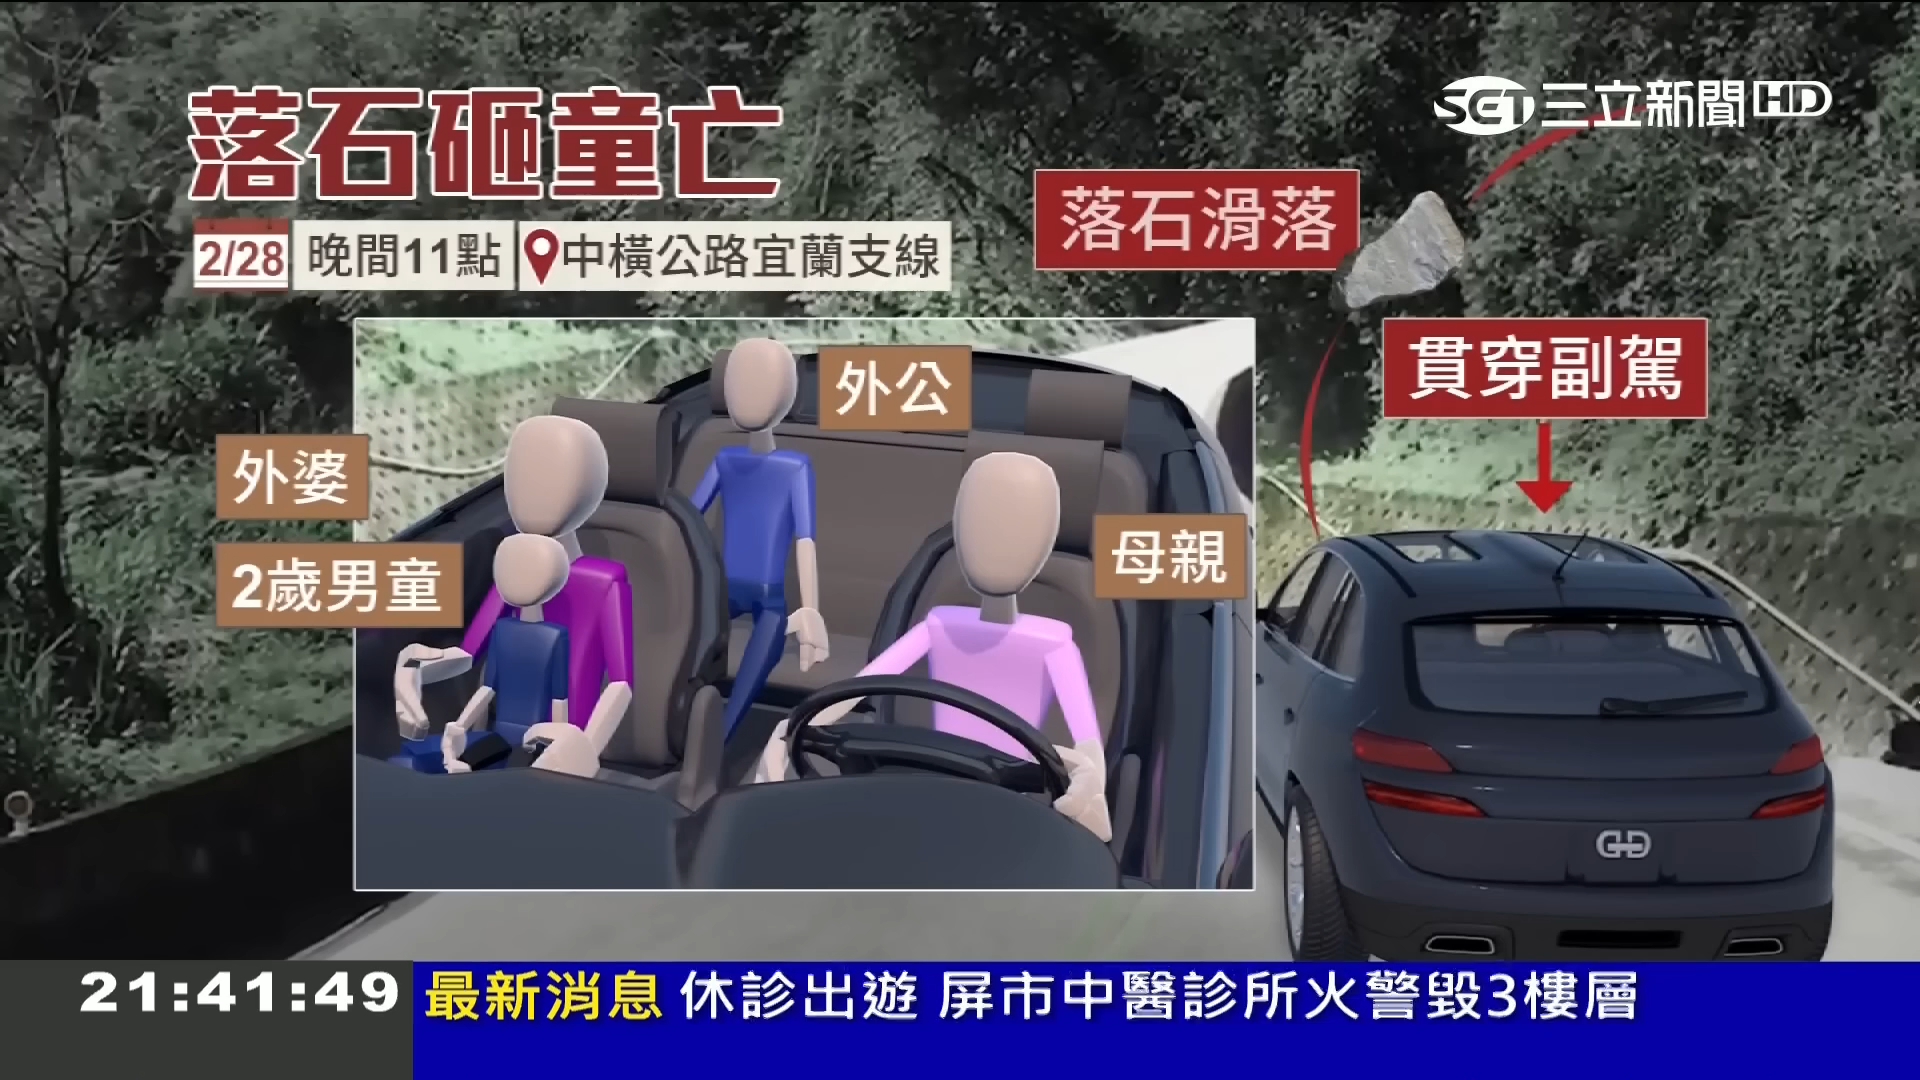 落石砸童亡
SET三立新聞HD
2/28 晚間11點 中橫公路宜蘭支線
落石滑落
貫穿副駕
外公
外婆
2歲男童
母親
21:41:49 最新消息 休診出遊 屏市中醫診所火警毀3樓層